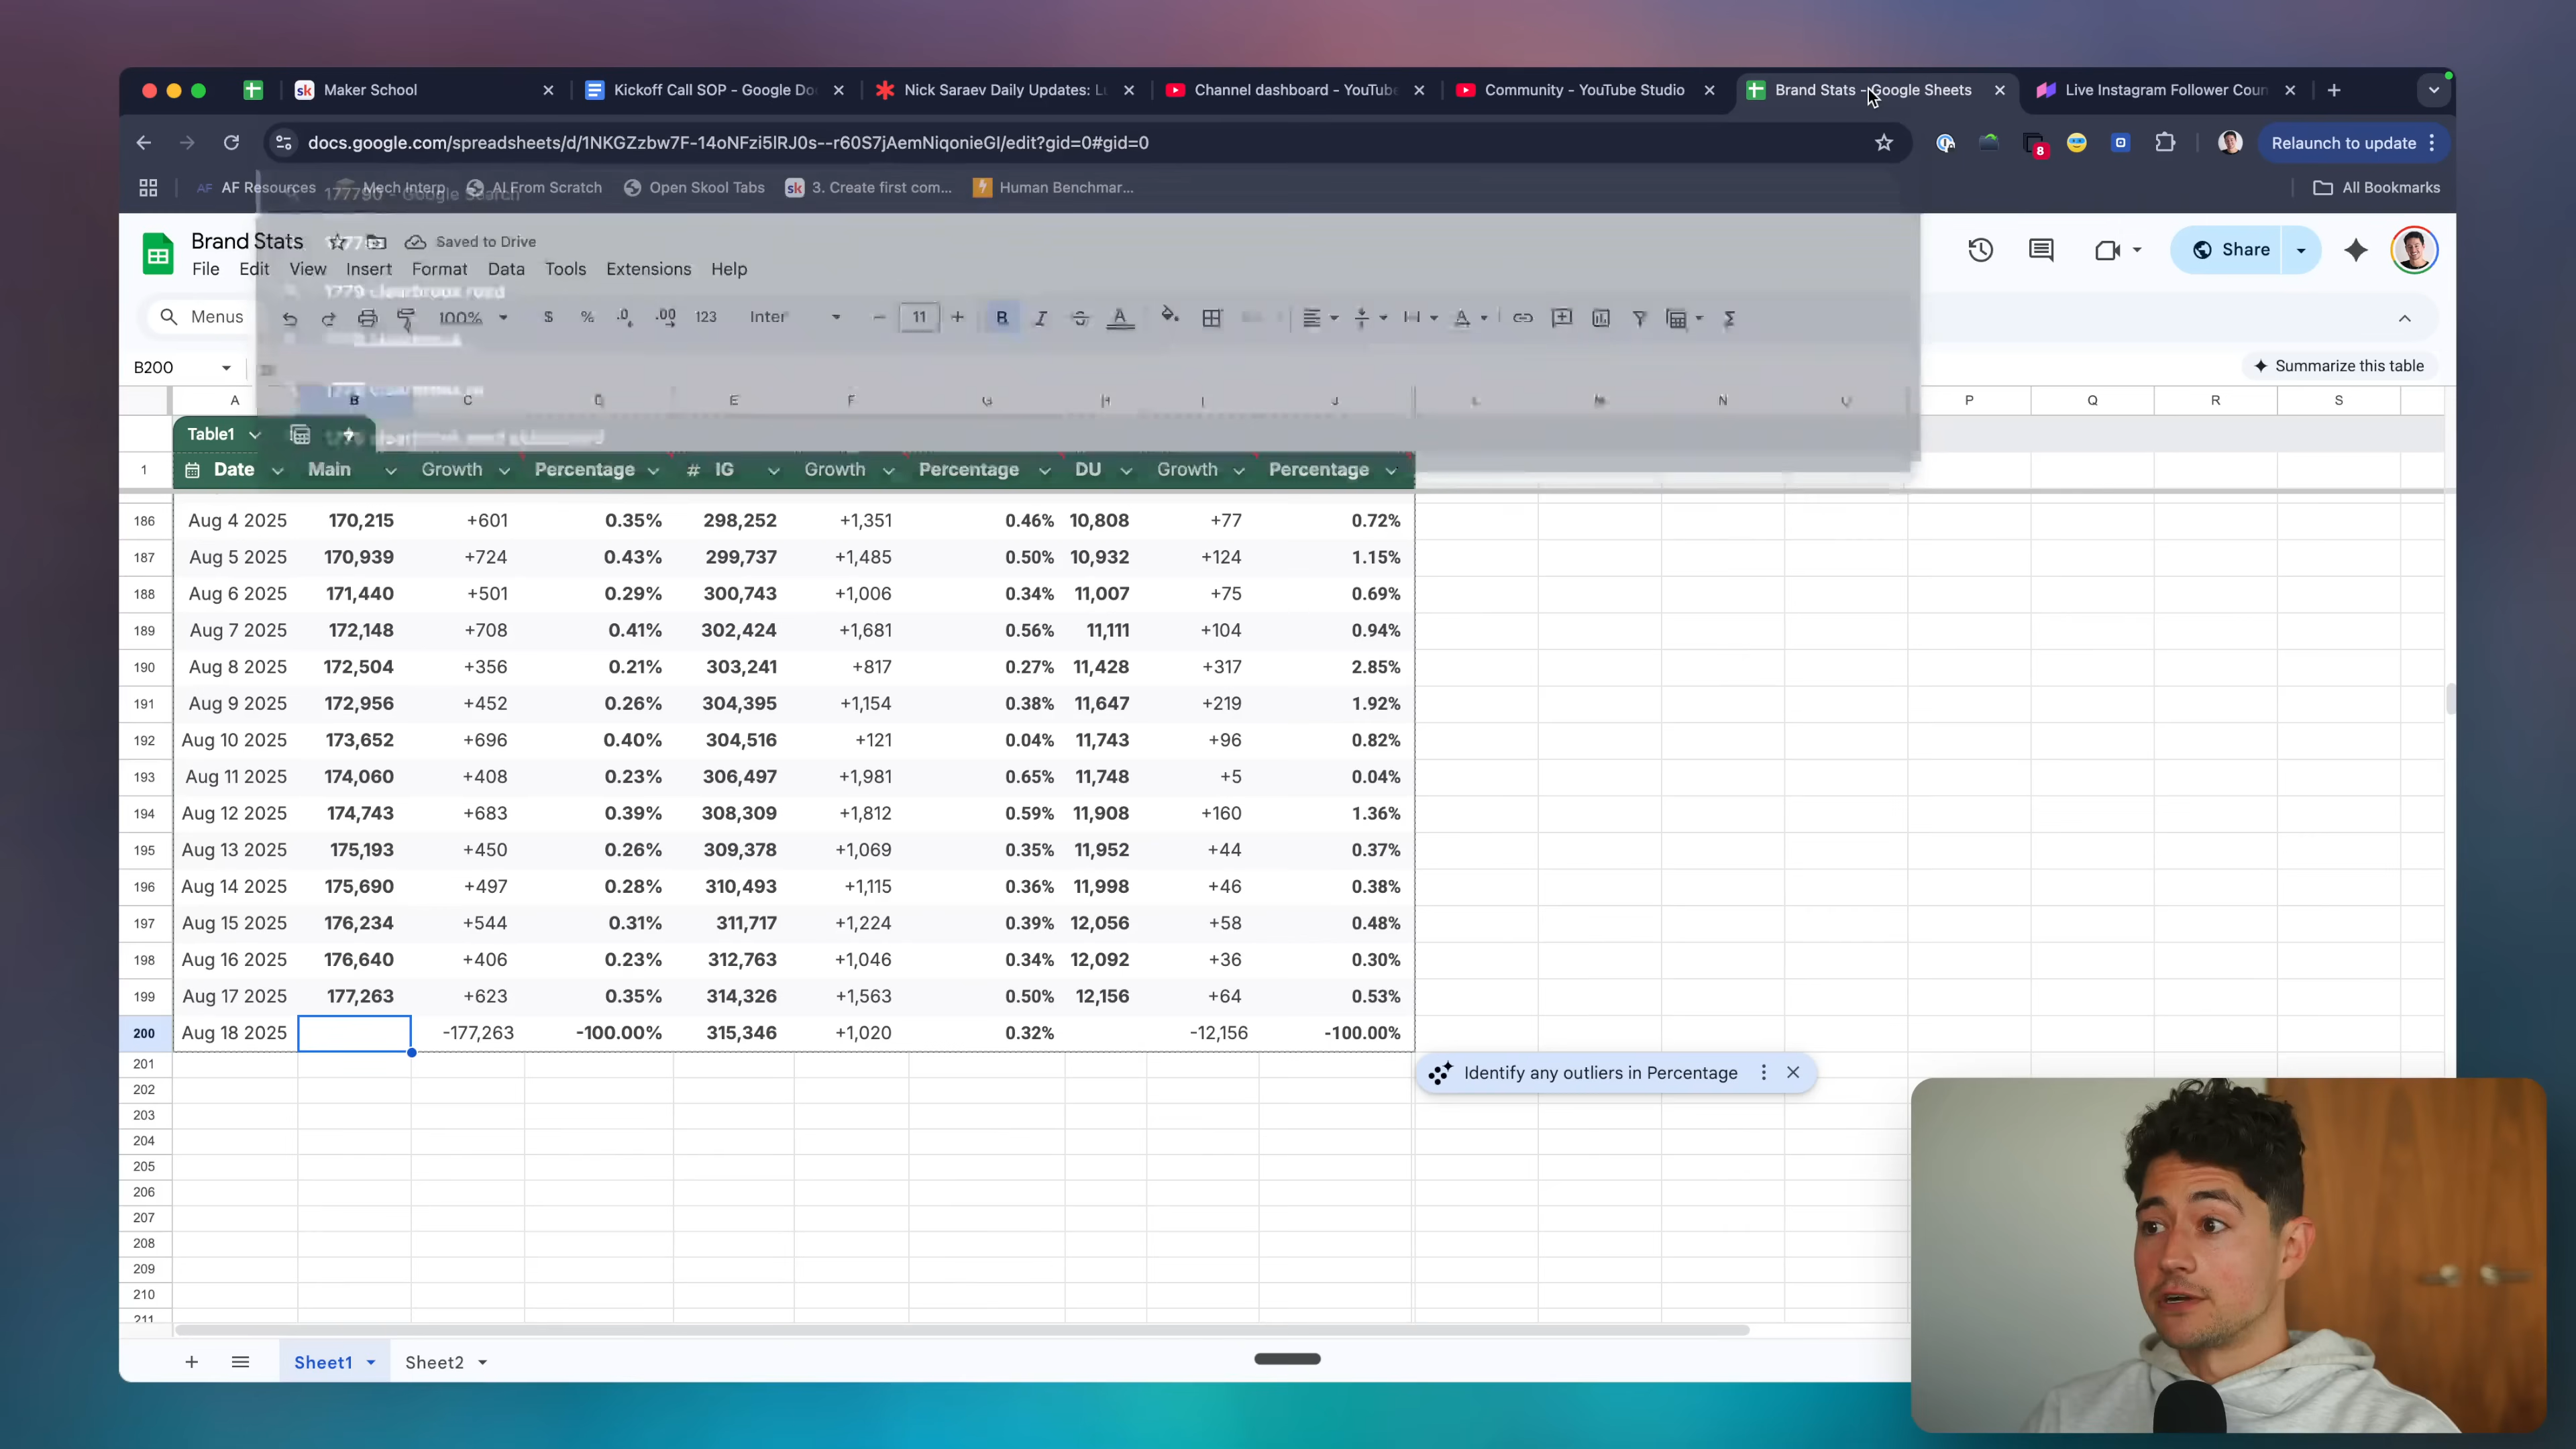 sk Maker School
Kickoff Call SOP - Google Do
Nick Saraev Daily Updates: L
Channel dashboard - YouTube
Community - YouTube Studio
Brand Stats - Google Sheets
Live Instagram Follower Coun
docs.google.com/spreadsheets/d/1NKGZzbw7F-14oNFzi5lRJ0s--r60S7jAemNiqonieGI/edit?gid=0#gid=0
8
Relaunch to update
AF AF Resources
Mech Interp
AI From Scratch
Open Skool Tabs
sk 3. Create first com...
Human Benchmar...
All Bookmarks
177790 - Google Search
Brand Stats
Saved to Drive
File Edit View Insert Format Data Tools Extensions Help
Share
Menus
100% $ % .0 .00 123 Inter 11 B I
B200
Summarize this table
A B C D E F G H I J L M N P Q R S
Table1
1 Date Main Growth Percentage # IG Growth Percentage DU Growth Percentage
186 Aug 4 2025 170,215 +601 0.35% 298,252 +1,351 0.46% 10,808 +77 0.72%
187 Aug 5 2025 170,939 +724 0.43% 299,737 +1,485 0.50% 10,932 +124 1.15%
188 Aug 6 2025 171,440 +501 0.29% 300,743 +1,006 0.34% 11,007 +75 0.69%
189 Aug 7 2025 172,148 +708 0.41% 302,424 +1,681 0.56% 11,111 +104 0.94%
190 Aug 8 2025 172,504 +356 0.21% 303,241 +817 0.27% 11,428 +317 2.85%
191 Aug 9 2025 172,956 +452 0.26% 304,395 +1,154 0.38% 11,647 +219 1.92%
192 Aug 10 2025 173,652 +696 0.40% 304,516 +121 0.04% 11,743 +96 0.82%
193 Aug 11 2025 174,060 +408 0.23% 306,497 +1,981 0.65% 11,748 +5 0.04%
194 Aug 12 2025 174,743 +683 0.39% 308,309 +1,812 0.59% 11,908 +160 1.36%
195 Aug 13 2025 175,193 +450 0.26% 309,378 +1,069 0.35% 11,952 +44 0.37%
196 Aug 14 2025 175,690 +497 0.28% 310,493 +1,115 0.36% 11,998 +46 0.38%
197 Aug 15 2025 176,234 +544 0.31% 311,717 +1,224 0.39% 12,056 +58 0.48%
198 Aug 16 2025 176,640 +406 0.23% 312,763 +1,046 0.34% 12,092 +36 0.30%
199 Aug 17 2025 177,263 +623 0.35% 314,326 +1,563 0.50% 12,156 +64 0.53%
200 Aug 18 2025 -177,263 -100.00% 315,346 +1,020 0.32% -12,156 -100.00%
201
Identify any outliers in Percentage
202
203
204
205
206
207
208
209
210
211
Sheet1
Sheet2